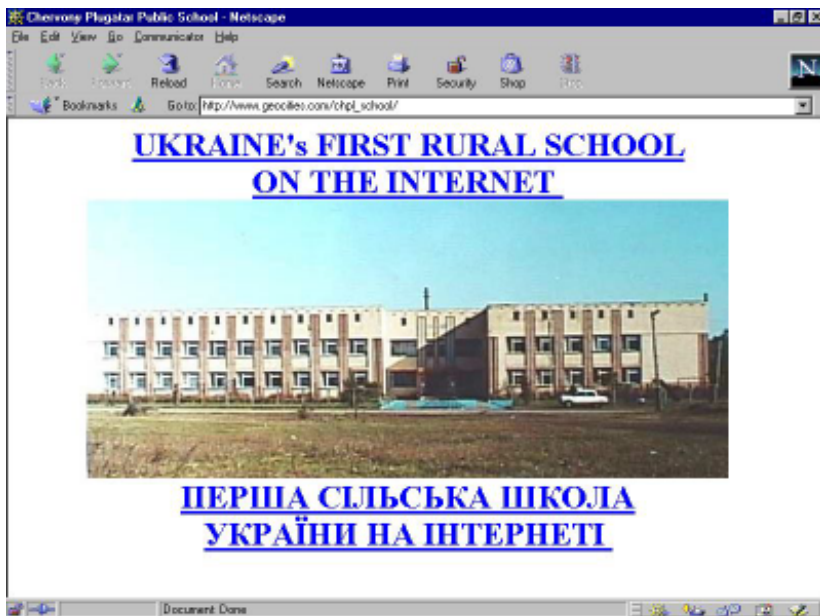 Chervony Plugatar Public School - Netscape
File Edit View Go Communicator Help
Back Forward Reload Home Search Netscape Print Security Shop Stop
Bookmarks Go to: http://www.geocities.com/chpl_school/
N
UKRAINE's FIRST RURAL SCHOOL
ON THE INTERNET
ПЕРША СІЛЬСЬКА ШКОЛА
УКРАЇНИ НА ІНТЕРНЕТІ
Document Done